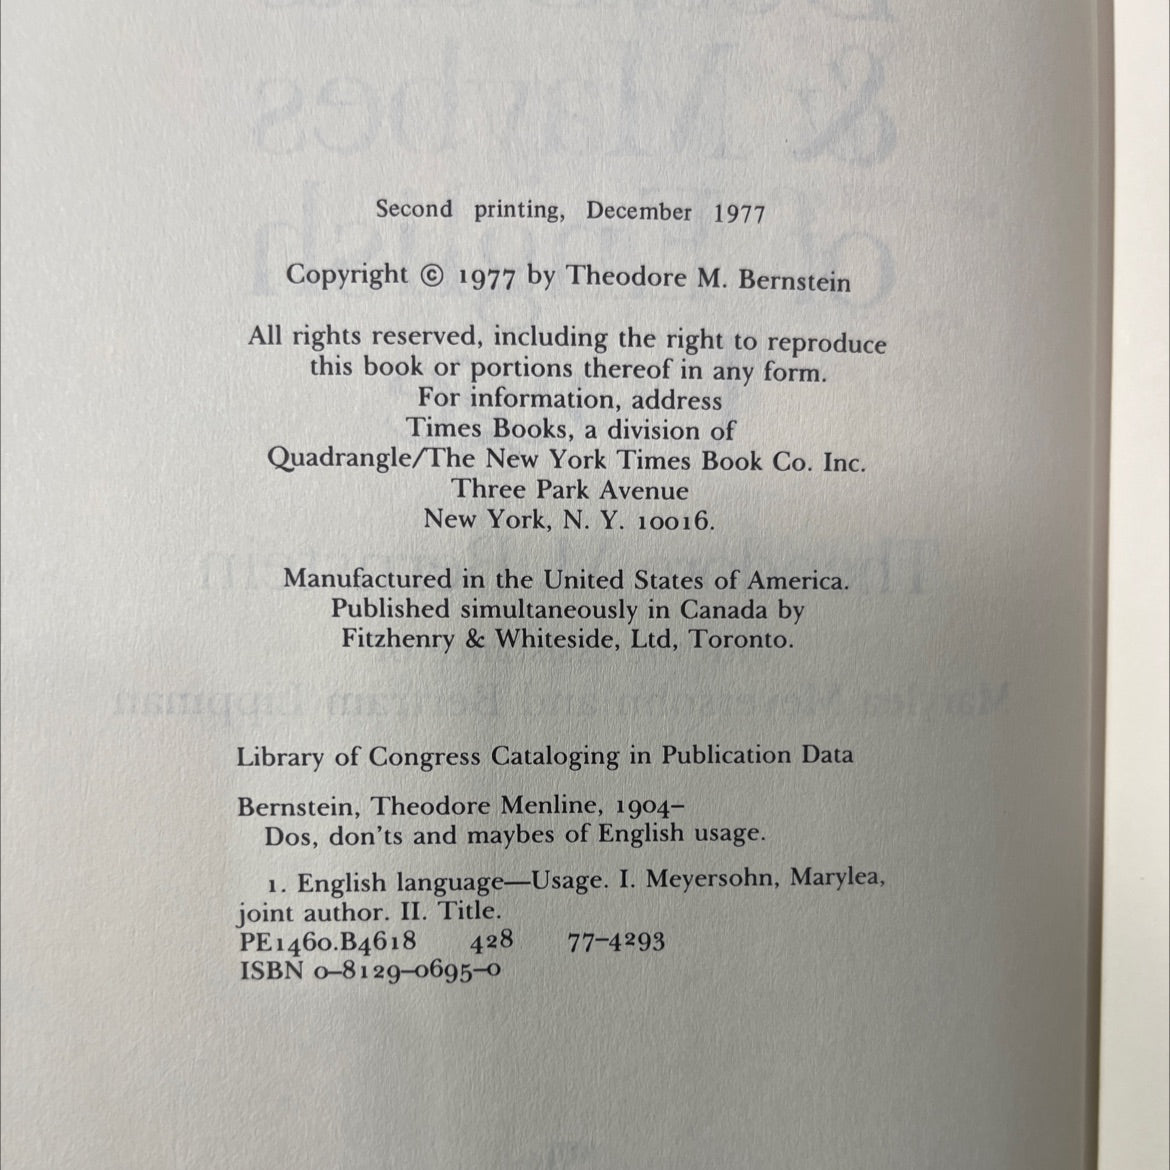 Second printing, December 1977
Copyright © 1977 by Theodore M. Bernstein
All rights reserved, including the right to reproduce
this book or portions thereof in any form.
For information, address
Times Books, a division of
Quadrangle/The New York Times Book Co. Inc.
Three Park Avenue
New York, N. Y. 10016.
Manufactured in the United States of America.
Published simultaneously in Canada by
Fitzhenry & Whiteside, Ltd, Toronto.
Library of Congress Cataloging in Publication Data
Bernstein, Theodore Menline, 1904–
Dos, don'ts and maybes of English usage.
1. English language—Usage. I. Meyersohn, Marylea,
joint author. II. Title.
PE1460.B4618 428 77–4293
ISBN 0–8129–0695–0